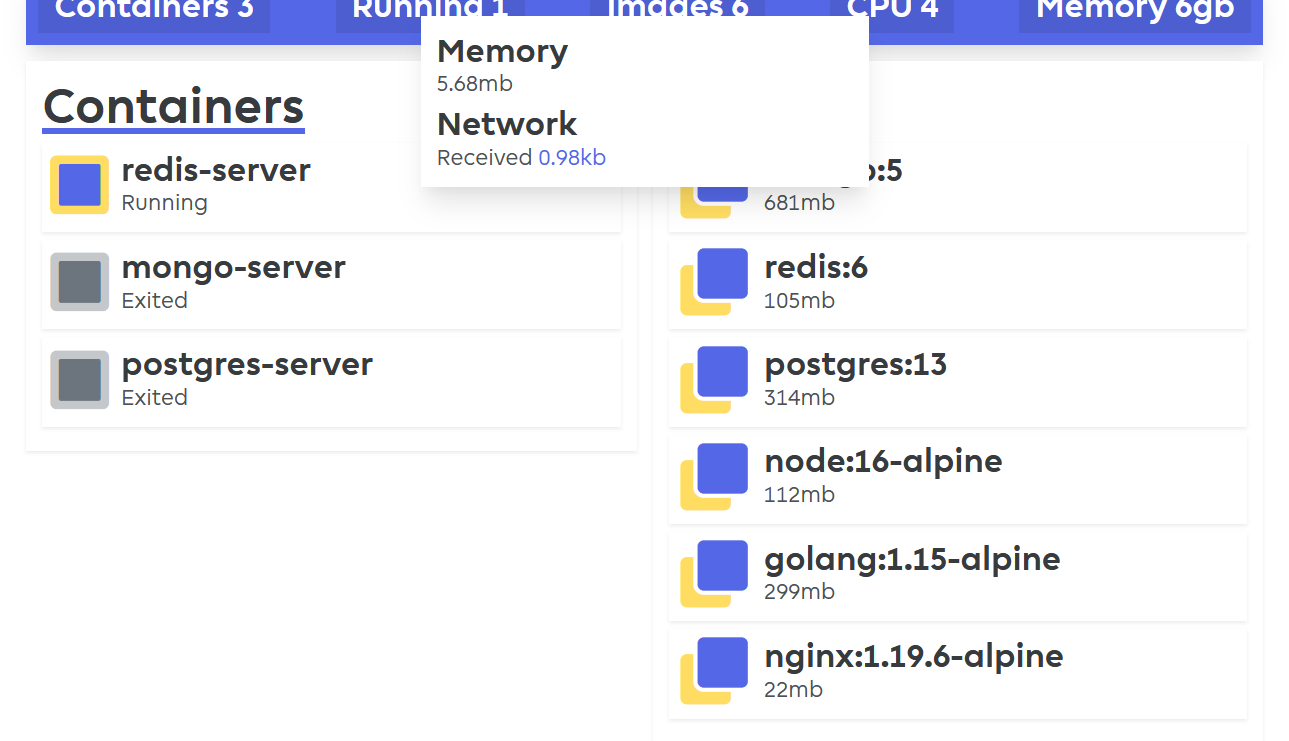 Containers 3
Running 1
Images 6
CPU 4
Memory 6gb
Memory
5.68mb
Network
Received 0.98kb
Containers
redis-server
Running
mongo-server
Exited
postgres-server
Exited
:5
681mb
redis:6
105mb
postgres:13
314mb
node:16-alpine
112mb
golang:1.15-alpine
299mb
nginx:1.19.6-alpine
22mb